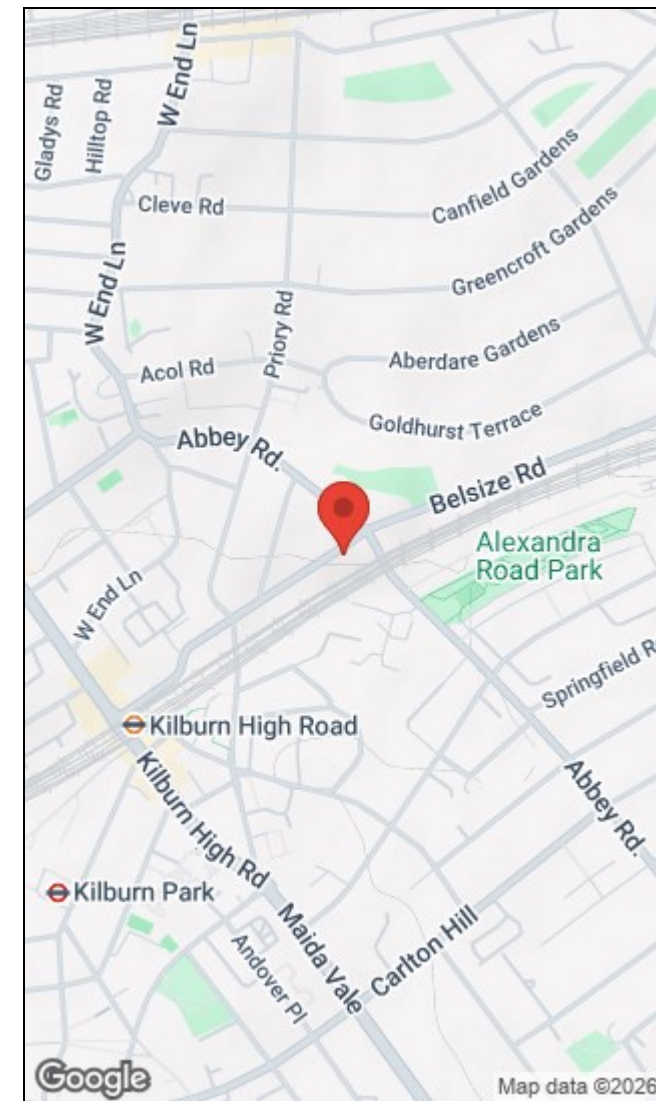 W End Ln
Gladys Rd
Hilltop Rd
Cleve Rd
Canfield Gardens
Greencroft Gardens
W End Ln
Priory Rd
Acol Rd
Aberdare Gardens
Goldhurst Terrace
Abbey Rd.
Belsize Rd
Alexandra
Road Park
W End Ln
Springfield R
Kilburn High Road
Kilburn High Rd
Abbey Rd.
Kilburn Park
Maida Vale
Carlton Hill
Andover Pl
Google
Map data ©2026